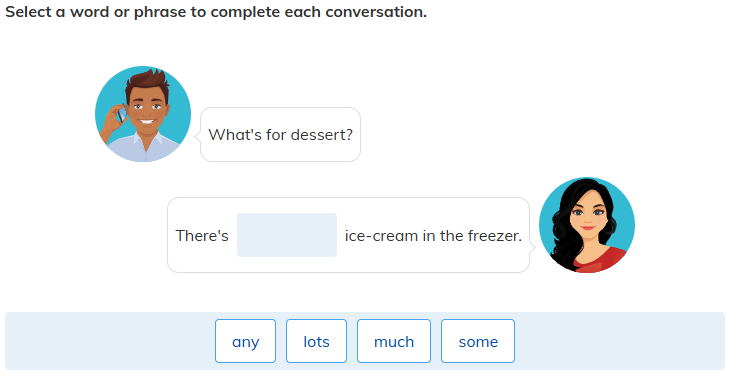 Select a word or phrase to complete each conversation.
What's for dessert?
There's ice-cream in the freezer.
any lots much some